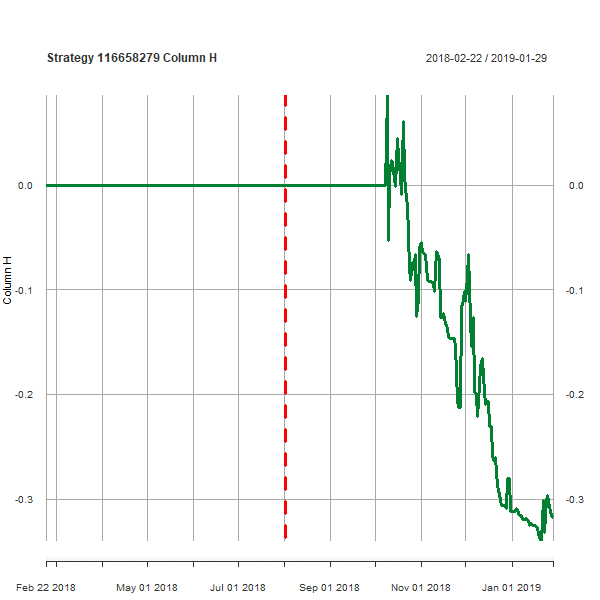 Strategy 116658279 Column H
2018-02-22 / 2019-01-29
0.0 0.0
-0.1 -0.1
Column H
-0.2 -0.2
-0.3 -0.3
Feb 22 2018 May 01 2018 Jul 01 2018 Sep 01 2018 Nov 01 2018 Jan 01 2019